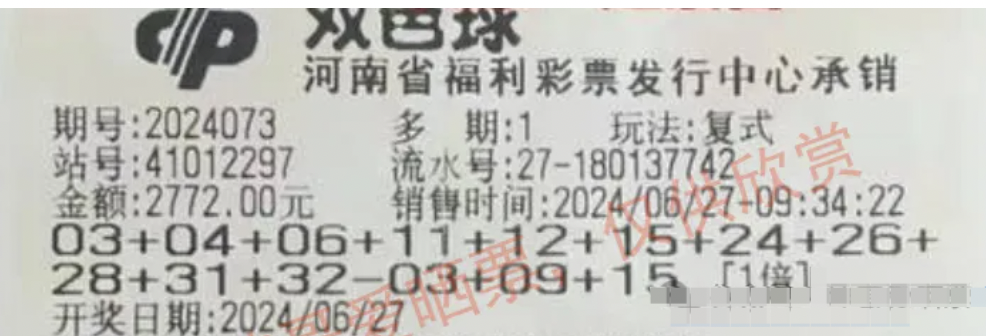 双色球
河南省福利彩票发行中心承销
期号:2024073 多 期:1 玩法:复式
站号:41012297 流水号:27-180137742
金额:2772.00元 销售时间:2024/06/27-09:34:22
03+04+06+11+12+15+24+26+
28+31+32-03+09+15 [1倍]
开奖日期:2024/06/27
爱晒票，仅供欣赏